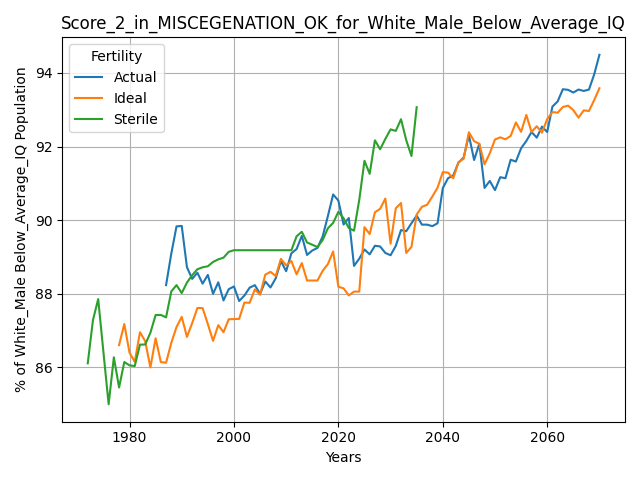 Score_2_in_MISCEGENATION_OK_for_White_Male_Below_Average_IQ
% of White_Male Below_Average_IQ Population
Fertility
Actual
Ideal
Sterile
94
92
90
88
86
1980 2000 2020 2040 2060
Years